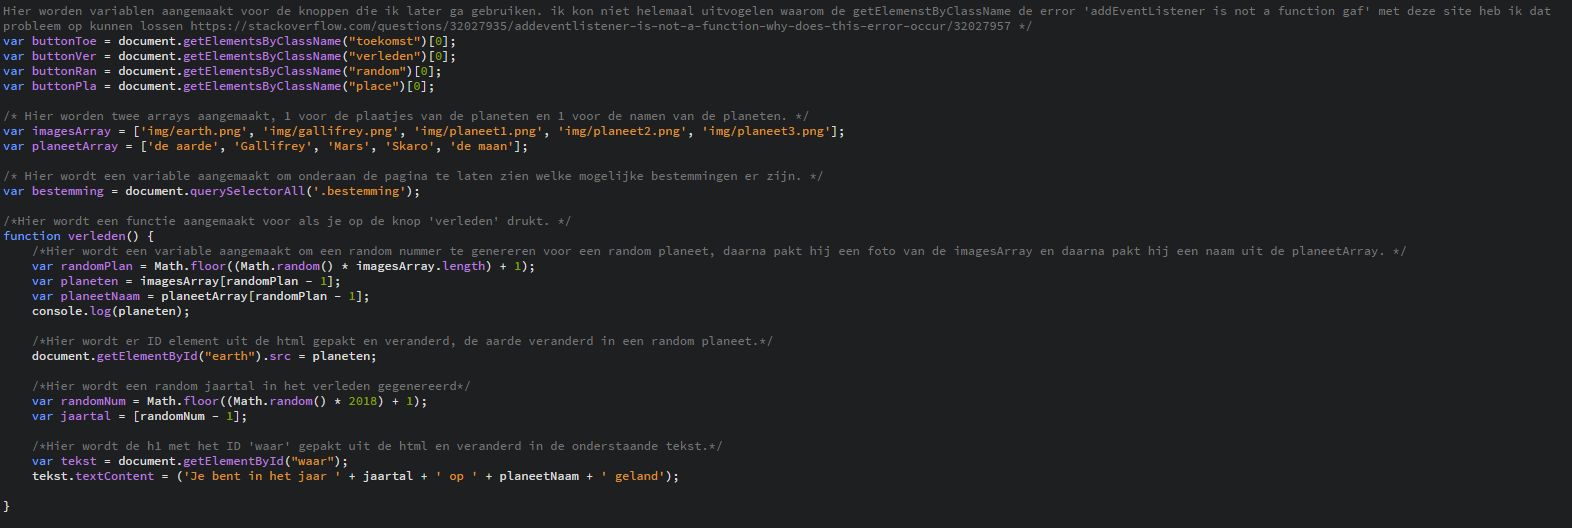 Hier worden variablen aangemaakt voor de knoppen die ik later ga gebruiken. ik kon niet helemaal uitvogelen waarom de getElemenstByClassName de error 'addEventListener is not a function gaf' met deze site heb ik dat
probleem op kunnen lossen https://stackoverflow.com/questions/32027935/addeventlistener-is-not-a-function-why-does-this-error-occur/32027957 */
var buttonToe = document.getElementsByClassName("toekomst")[0];
var buttonVer = document.getElementsByClassName("verleden")[0];
var buttonRan = document.getElementsByClassName("random")[0];
var buttonPla = document.getElementsByClassName("place")[0];

/* Hier worden twee arrays aangemaakt, 1 voor de plaatjes van de planeten en 1 voor de namen van de planeten. */
var imagesArray = ['img/earth.png', 'img/gallifrey.png', 'img/planeet1.png', 'img/planeet2.png', 'img/planeet3.png'];
var planeetArray = ['de aarde', 'Gallifrey', 'Mars', 'Skaro', 'de maan'];

/* Hier wordt een variable aangemaakt om onderaan de pagina te laten zien welke mogelijke bestemmingen er zijn. */
var bestemming = document.querySelectorAll('.bestemming');

/*Hier wordt een functie aangemaakt voor als je op de knop 'verleden' drukt. */
function verleden() {
    /*Hier wordt een variable aangemaakt om een random nummer te genereren voor een random planeet, daarna pakt hij een foto van de imagesArray en daarna pakt hij een naam uit de planeetArray. */
    var randomPlan = Math.floor((Math.random() * imagesArray.length) + 1);
    var planeten = imagesArray[randomPlan - 1];
    var planeetNaam = planeetArray[randomPlan - 1];
    console.log(planeten);

    /*Hier wordt er ID element uit de html gepakt en veranderd, de aarde veranderd in een random planeet.*/
    document.getElementById("earth").src = planeten;

    /*Hier wordt een random jaartal in het verleden gegenereerd*/
    var randomNum = Math.floor((Math.random() * 2018) + 1);
    var jaartal = [randomNum - 1];

    /*Hier wordt de h1 met het ID 'waar' gepakt uit de html en veranderd in de onderstaande tekst.*/
    var tekst = document.getElementById("waar");
    tekst.textContent = ('Je bent in het jaar ' + jaartal + ' op ' + planeetNaam + ' geland');

}